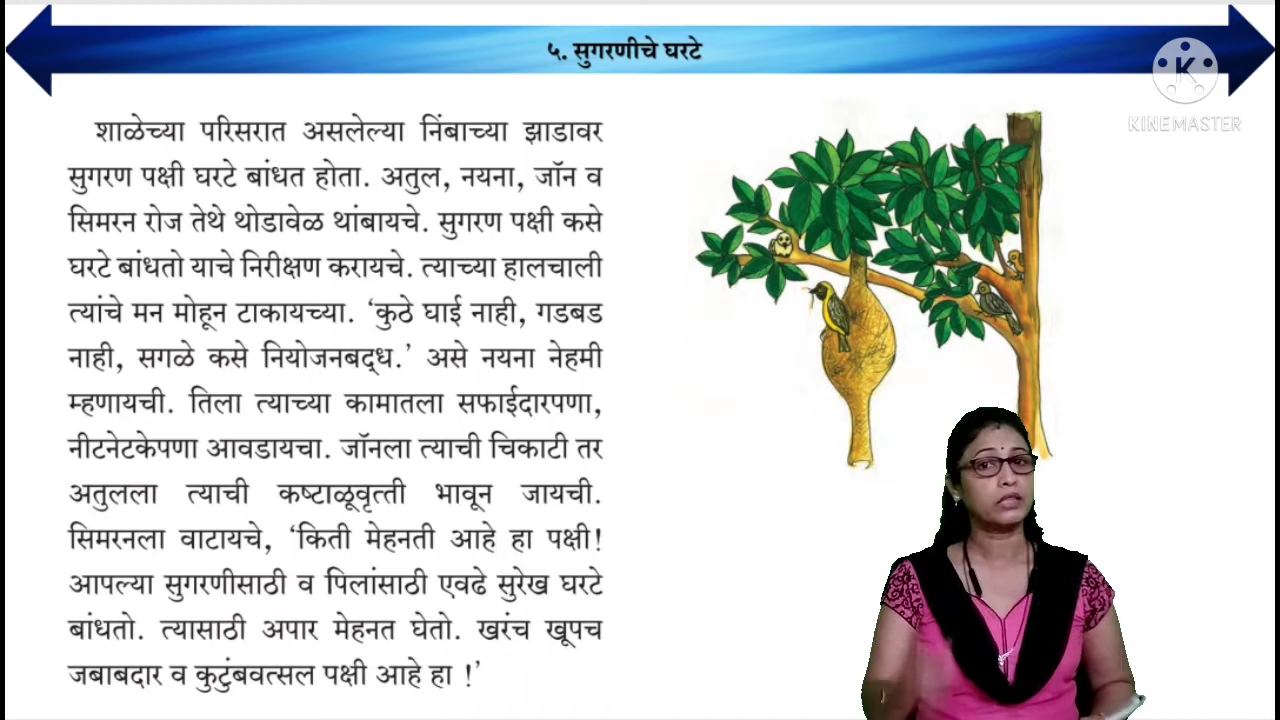 ५. सुगरणीचे घरटे
KINEMASTER
शाळेच्या परिसरात असलेल्या निंबाच्या झाडावर
सुगरण पक्षी घरटे बांधत होता. अतुल, नयना, जॉन व
सिमरन रोज तेथे थोडावेळ थांबायचे. सुगरण पक्षी कसे
घरटे बांधतो याचे निरीक्षण करायचे. त्याच्या हालचाली
त्यांचे मन मोहून टाकायच्या. ‘कुठे घाई नाही, गडबड
नाही, सगळे कसे नियोजनबद्ध.’ असे नयना नेहमी
म्हणायची. तिला त्याच्या कामातला सफाईदारपणा,
नीटनेटकेपणा आवडायचा. जॉनला त्याची चिकाटी तर
अतुलला त्याची कष्टाळूवृत्ती भावून जायची.
सिमरनला वाटायचे, ‘किती मेहनती आहे हा पक्षी!
आपल्या सुगरणीसाठी व पिलांसाठी एवढे सुरेख घरटे
बांधतो. त्यासाठी अपार मेहनत घेतो. खरंच खूपच
जबाबदार व कुटुंबवत्सल पक्षी आहे हा !’